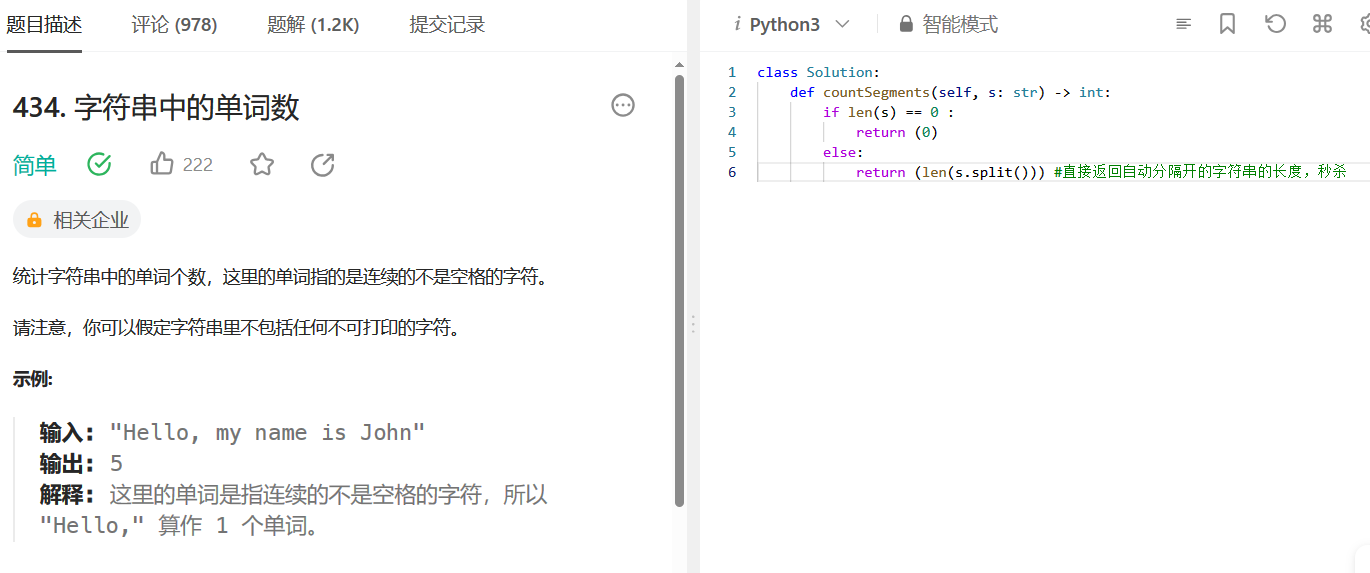 题目描述 评论 (978) 题解 (1.2K) 提交记录
434. 字符串中的单词数
简单 222
相关企业
统计字符串中的单词个数，这里的单词指的是连续的不是空格的字符。
请注意，你可以假定字符串里不包括任何不可打印的字符。
示例:
输入: "Hello, my name is John"
输出: 5
解释: 这里的单词是指连续的不是空格的字符，所以
"Hello," 算作 1 个单词。
i Python3 智能模式
1 class Solution:
2 def countSegments(self, s: str) -> int:
3 if len(s) == 0 :
4 return (0)
5 else:
6 return (len(s.split())) #直接返回自动分隔开的字符串的长度，秒杀